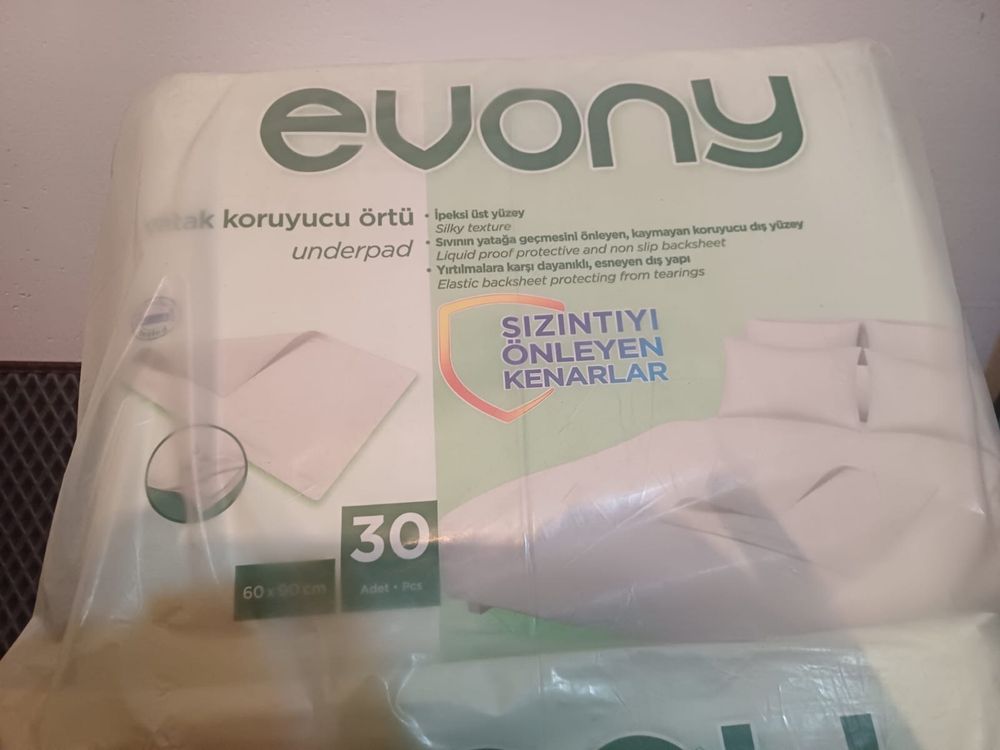 evony
yatak koruyucu örtü
underpad
• İpeksi üst yüzey
Silky texture
• Sıvının yatağa geçmesini önleyen, kaymayan koruyucu dış yüzey
Liquid proof protective and non slip backsheet
• Yırtılmalara karşı dayanıklı, esneyen dış yapı
Elastic backsheet protecting from tearings
SIZINTIYI
ÖNLEYEN
KENARLAR
30
Adet • Pcs
60 x 90 cm